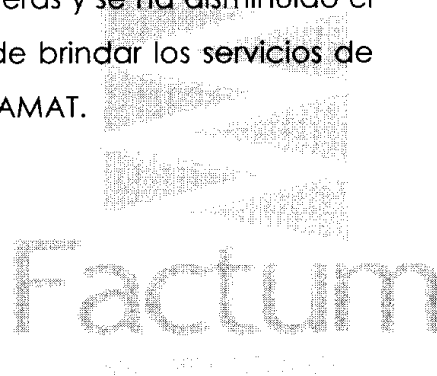 eras y se ha disminuido el
de brindar los servicios de
AMAT.
Factum